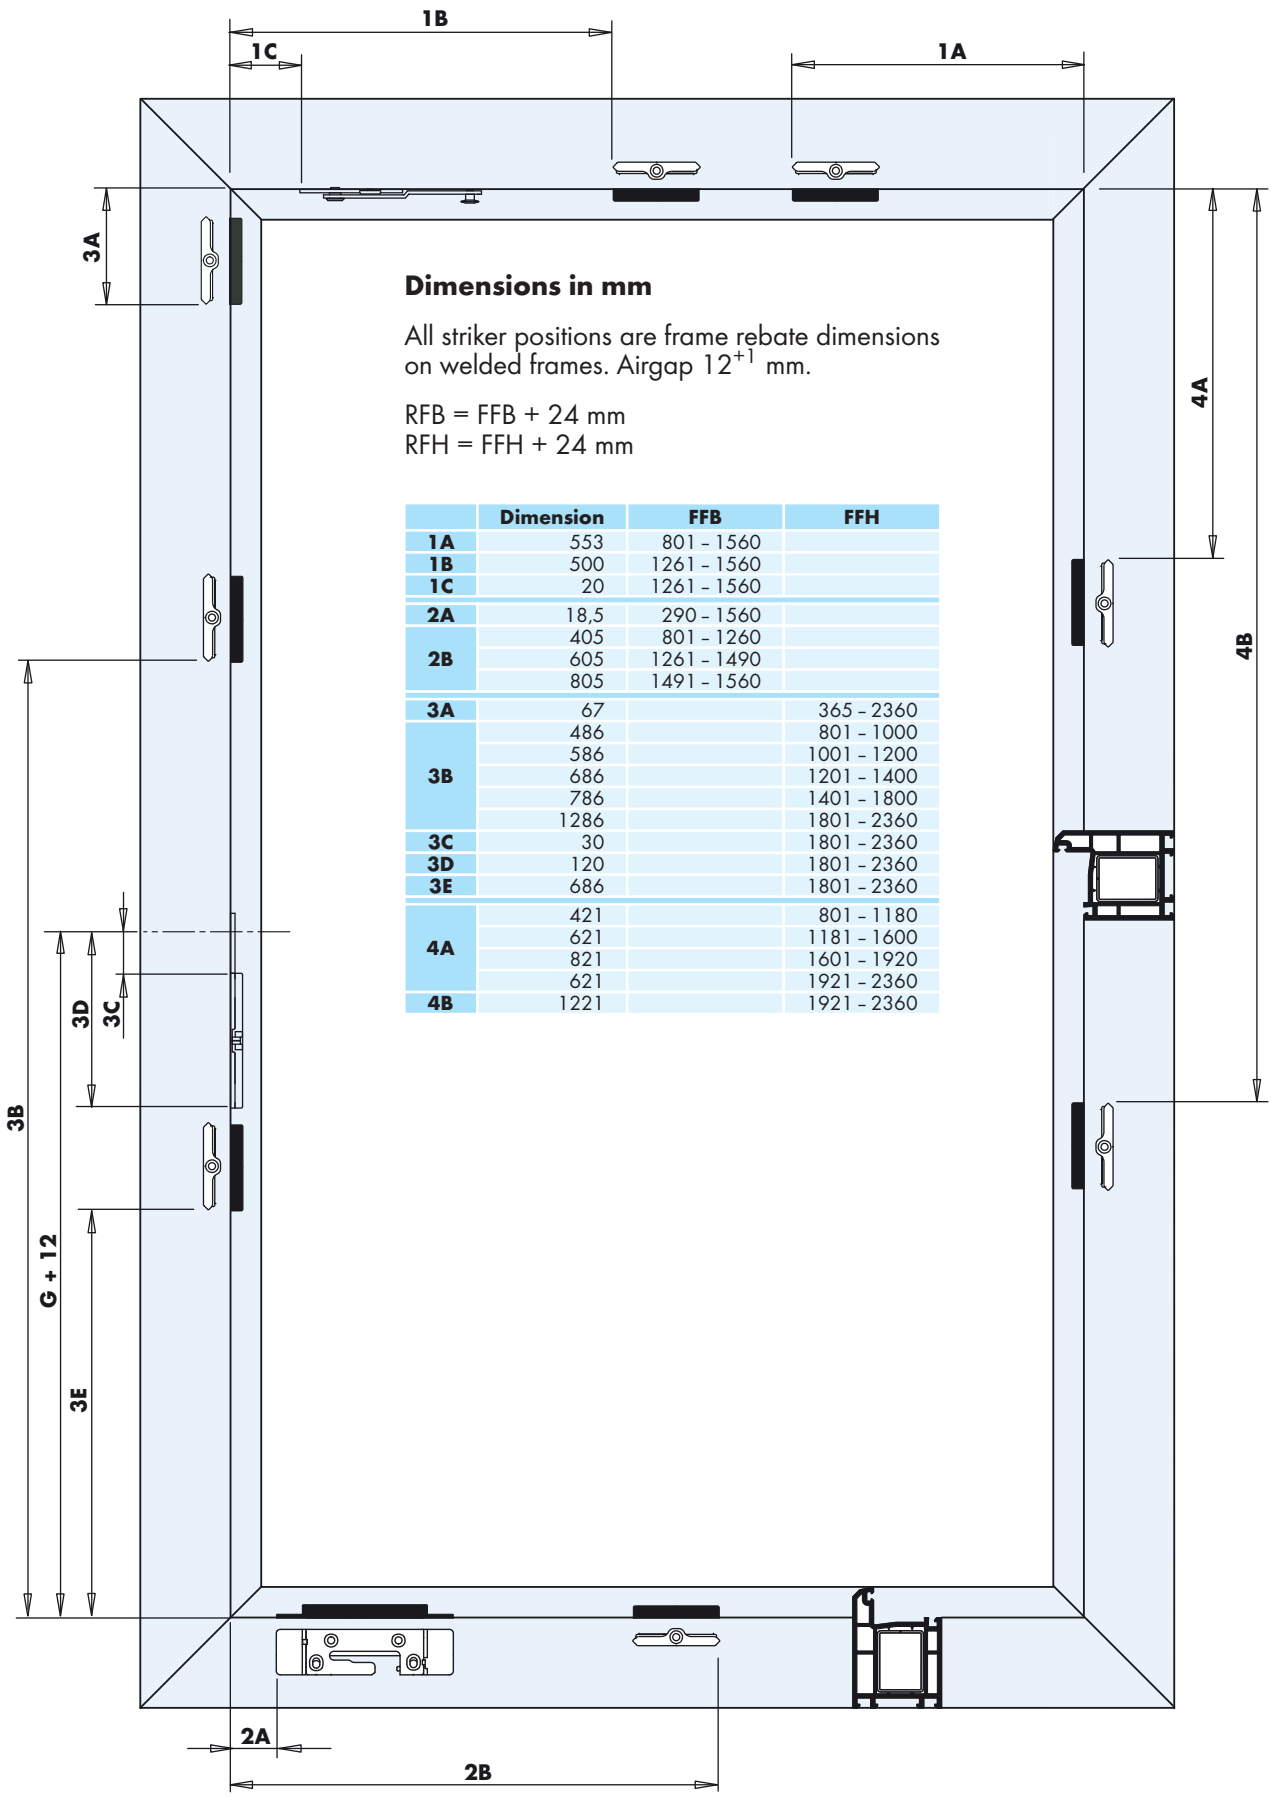 1B
1C
1A
3A
Dimensions in mm
All striker positions are frame rebate dimensions
on welded frames. Airgap 12+1 mm.
RFB = FFB + 24 mm
RFH = FFH + 24 mm
4A
4B
Dimension FFB FFH
1A 553 801 – 1560
1B 500 1261 – 1560
1C 20 1261 – 1560
2A 18,5 290 – 1560
2B 405 801 – 1260
605 1261 – 1490
805 1491 – 1560
3A 67 365 – 2360
3B 486 801 – 1000
586 1001 – 1200
686 1201 – 1400
786 1401 – 1800
1286 1801 – 2360
3C 30 1801 – 2360
3D 120 1801 – 2360
3E 686 1801 – 2360
4A 421 801 – 1180
621 1181 – 1600
821 1601 – 1920
621 1921 – 2360
4B 1221 1921 – 2360
3D
3C
3B
G + 12
3E
2A
2B